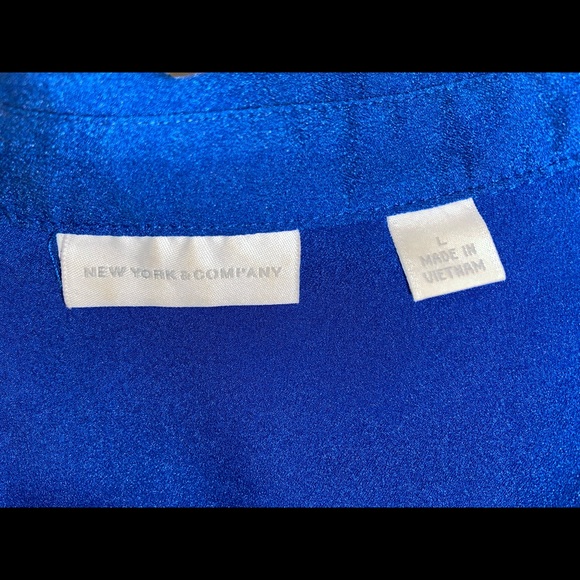 NEW YORK & COMPANY
L
MADE IN
VIETNAM